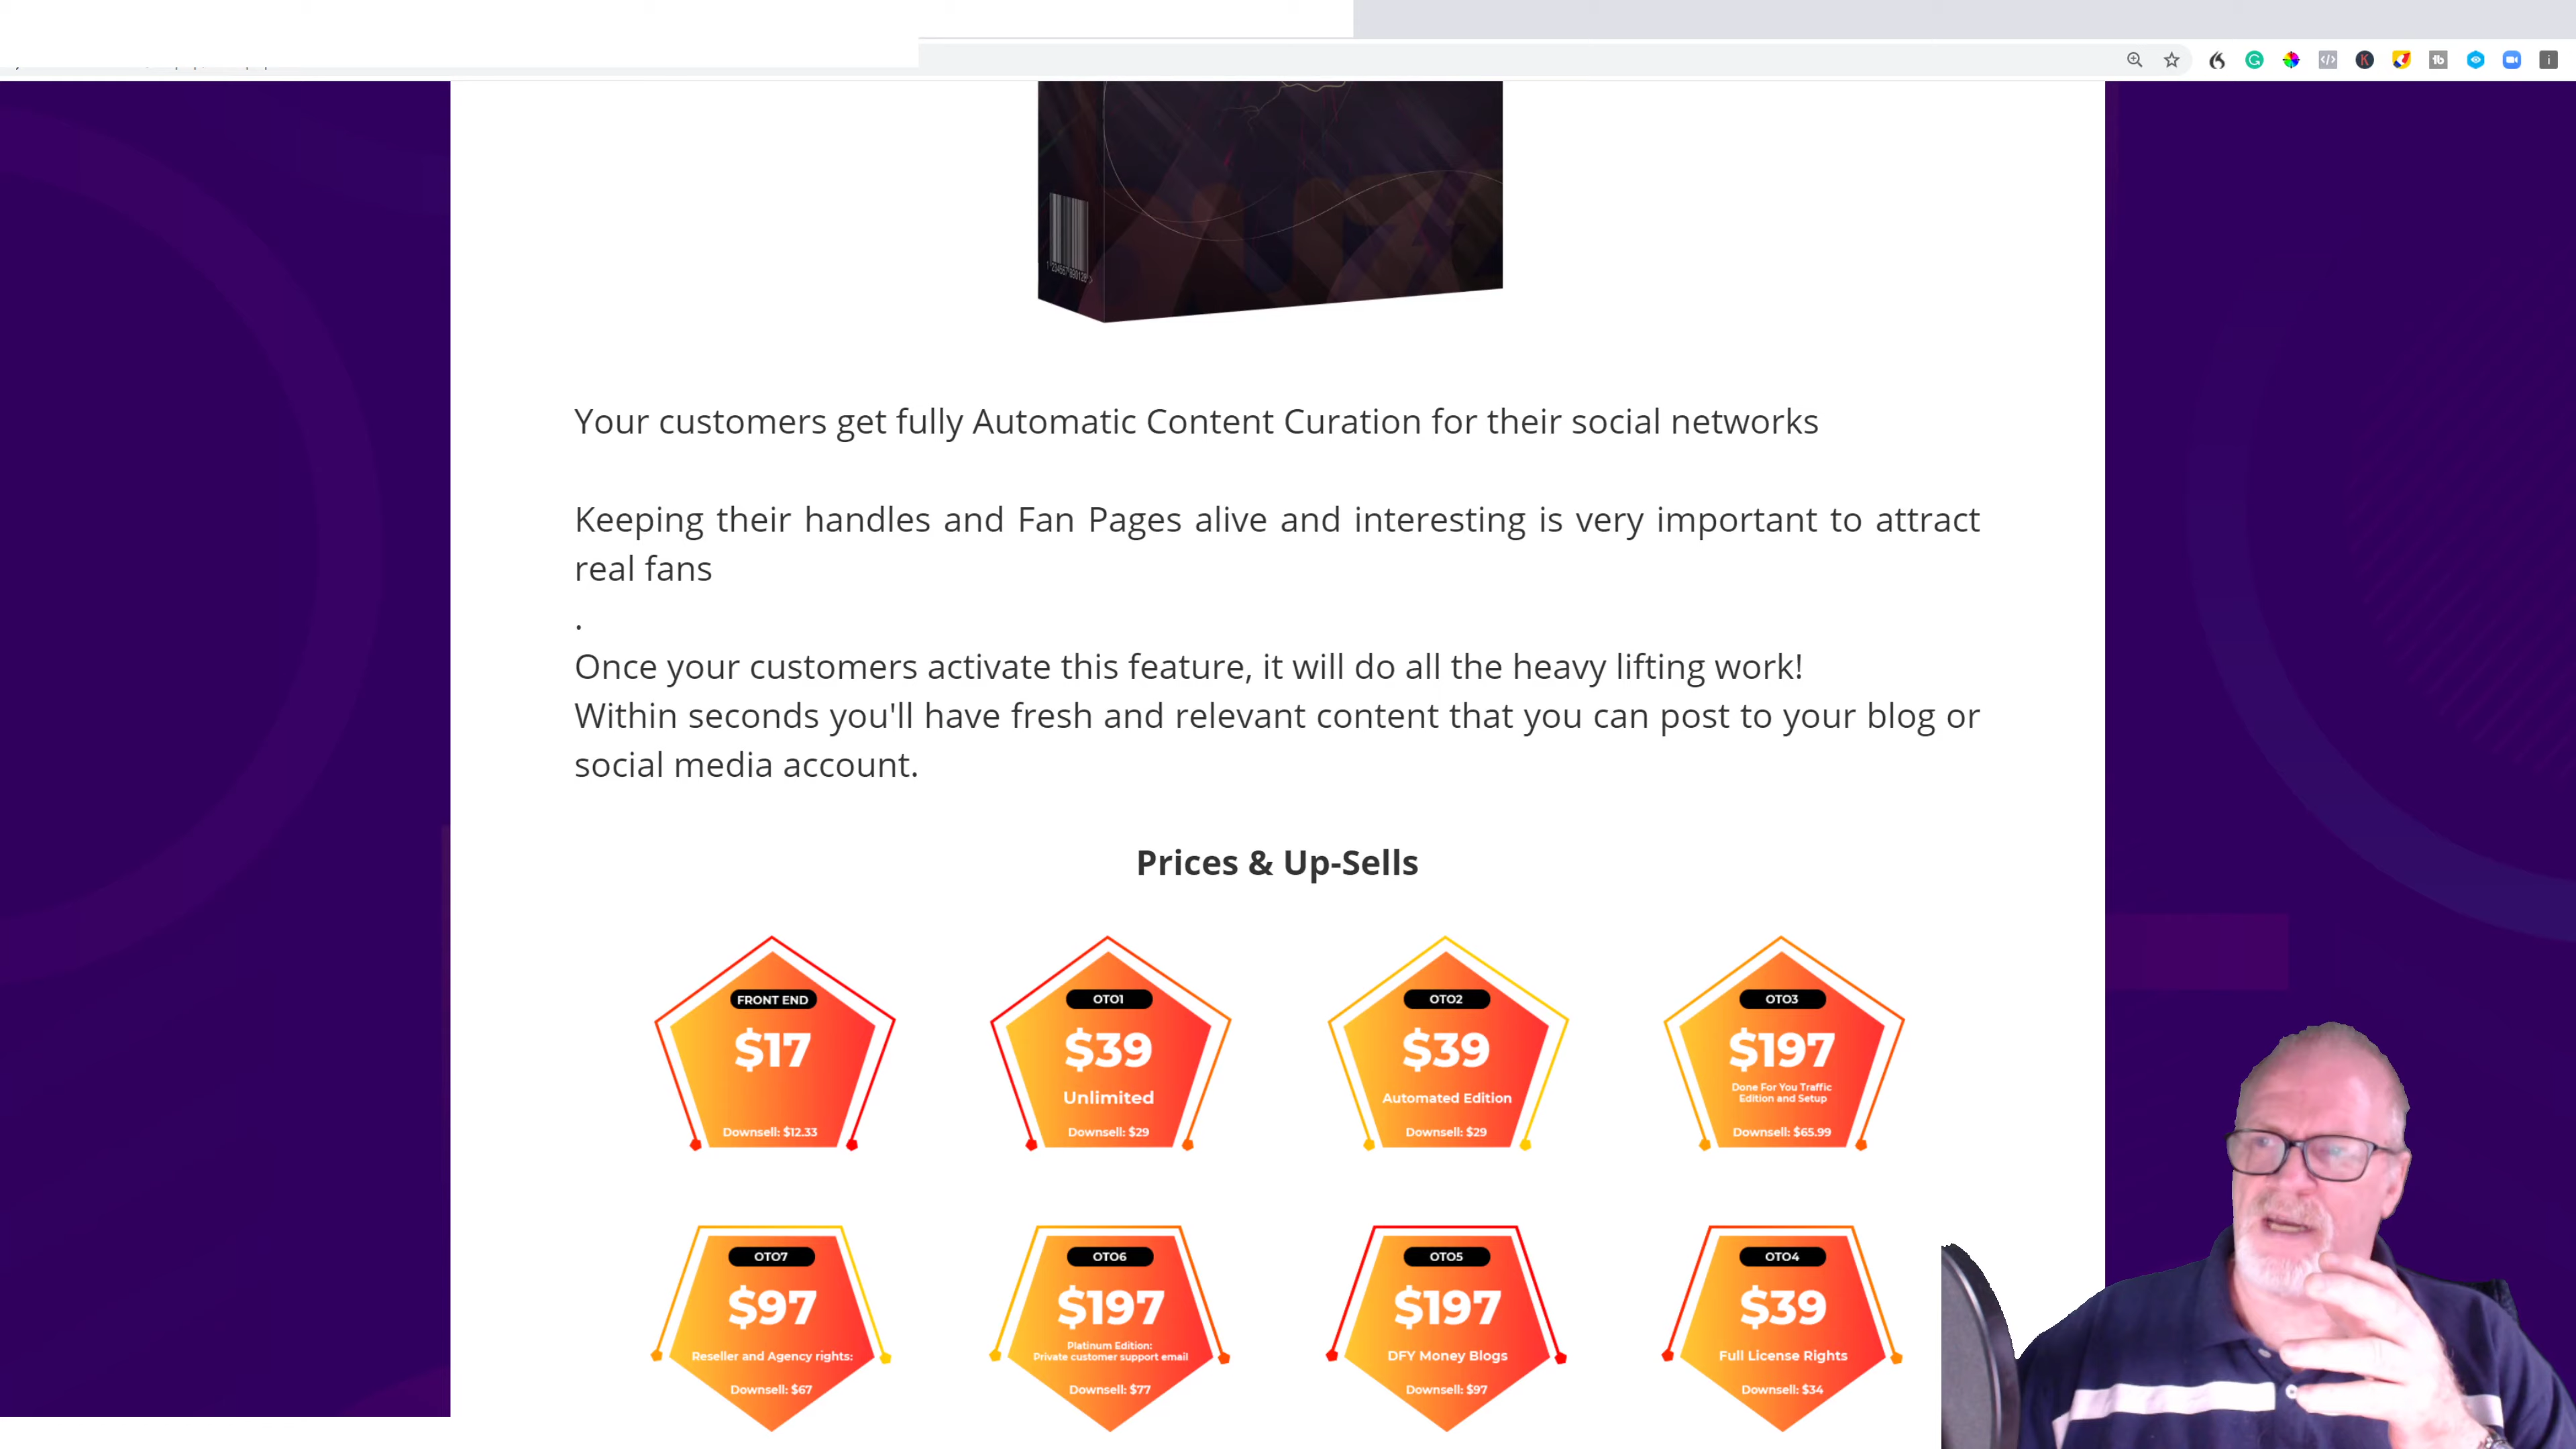 Your customers get fully Automatic Content Curation for their social networks
Keeping their handles and Fan Pages alive and interesting is very important to attract
real fans
.
Once your customers activate this feature, it will do all the heavy lifting work!
Within seconds you'll have fresh and relevant content that you can post to your blog or
social media account.
Prices & Up-Sells
FRONT END
$17
Downsell: $12.33
OTO1
$39
Unlimited
Downsell: $29
OTO2
$39
Automated Edition
Downsell: $29
OTO3
$197
Done For You Traffic
Edition and Setup
Downsell: $65.99
OTO7
$97
Reseller and Agency rights:
Downsell: $67
OTO6
$197
Platinum Edition:
Private customer support email
Downsell: $77
OTO5
$197
DFY Money Blogs
Downsell: $97
OTO4
$39
Full License Rights
Downsell: $34